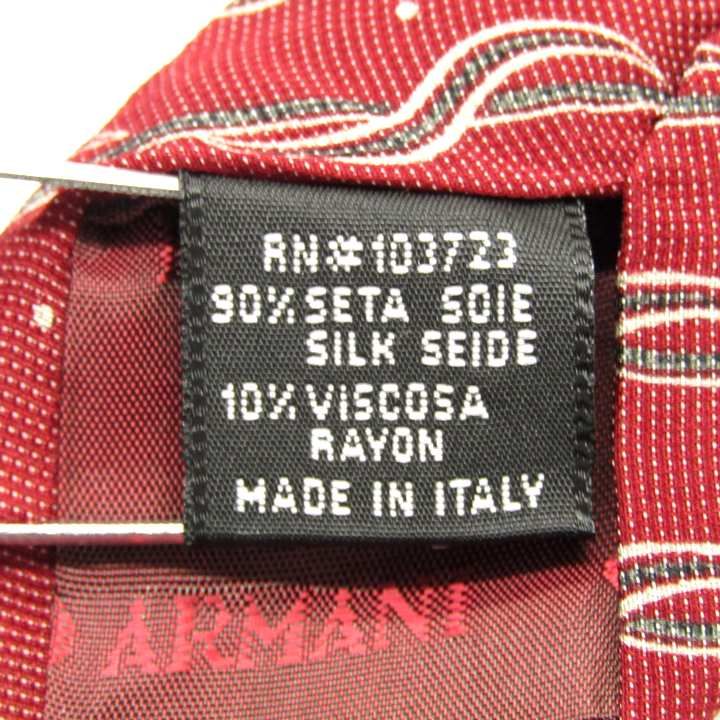 RN#103723
90% SETA SOIE
SILK SEIDE
10% VISCOSA
RAYON
MADE IN ITALY
ARMANI